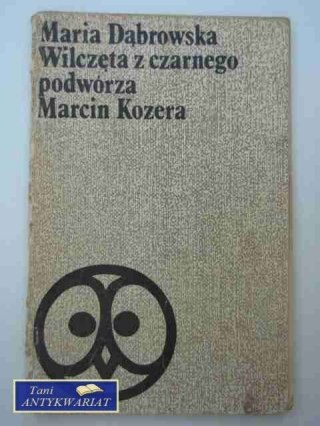 Maria Dąbrowska
Wilczęta z czarnego
podwórza
Marcin Kozera
Tani
ANTYKWARIAT